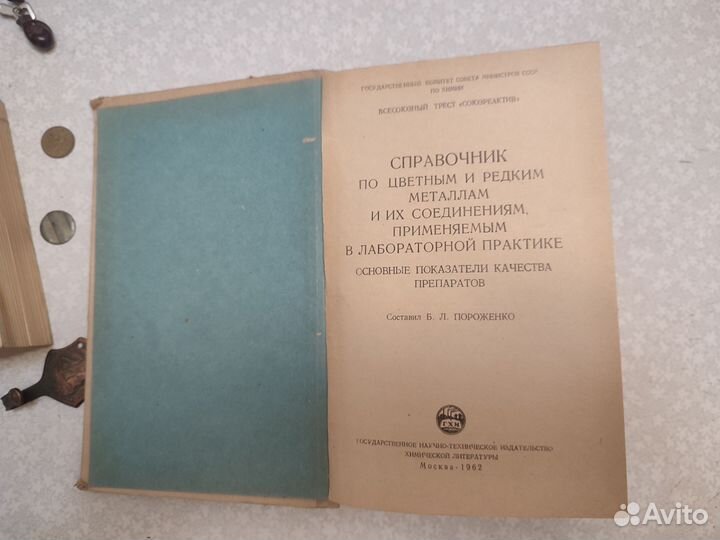 ГОСУДАРСТВЕННЫЙ КОМИТЕТ СОВЕТА МИНИСТРОВ СССР
ПО ХИМИИ
ВСЕСОЮЗНЫЙ ТРЕСТ «СОЮЗРЕАКТИВ»
СПРАВОЧНИК
ПО ЦВЕТНЫМ И РЕДКИМ
МЕТАЛЛАМ
И ИХ СОЕДИНЕНИЯМ,
ПРИМЕНЯЕМЫМ
В ЛАБОРАТОРНОЙ ПРАКТИКЕ
ОСНОВНЫЕ ПОКАЗАТЕЛИ КАЧЕСТВА
ПРЕПАРАТОВ
Составил Б. Л. ПОРОЖЕНКО
ГХИ
ГОСУДАРСТВЕННОЕ НАУЧНО-ТЕХНИЧЕСКОЕ ИЗДАТЕЛЬСТВО
ХИМИЧЕСКОЙ ЛИТЕРАТУРЫ
Москва - 1962
Avito